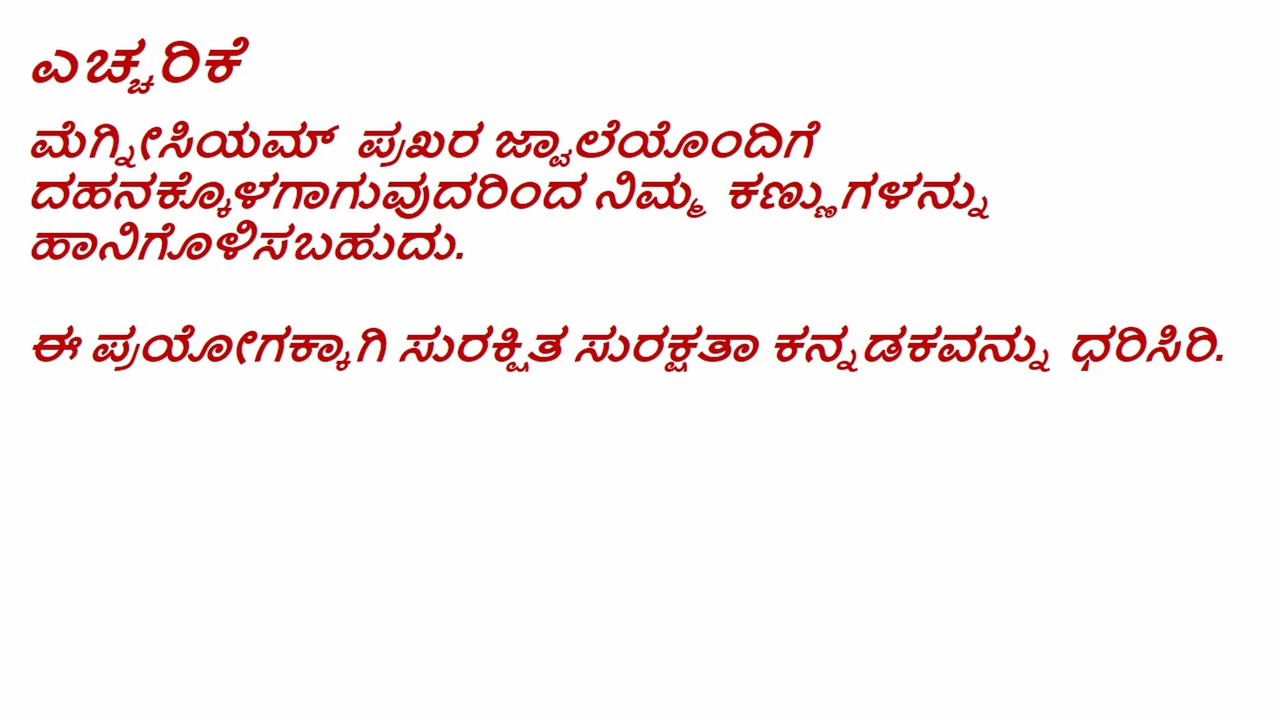 ಎಚ್ಚರಿಕೆ
ಮೆಗ್ನೀಸಿಯಮ್ ಪ್ರಖರ ಜ್ವಾಲೆಯೊಂದಿಗೆ
ದಹನಕ್ಕೊಳಗಾಗುವುದರಿಂದ ನಿಮ್ಮ ಕಣ್ಣುಗಳನ್ನು
ಹಾನಿಗೊಳಿಸಬಹುದು.
ಈ ಪ್ರಯೋಗಕ್ಕಾಗಿ ಸುರಕ್ಷಿತ ಸುರಕ್ಷತಾ ಕನ್ನಡಕವನ್ನು ಧರಿಸಿರಿ.